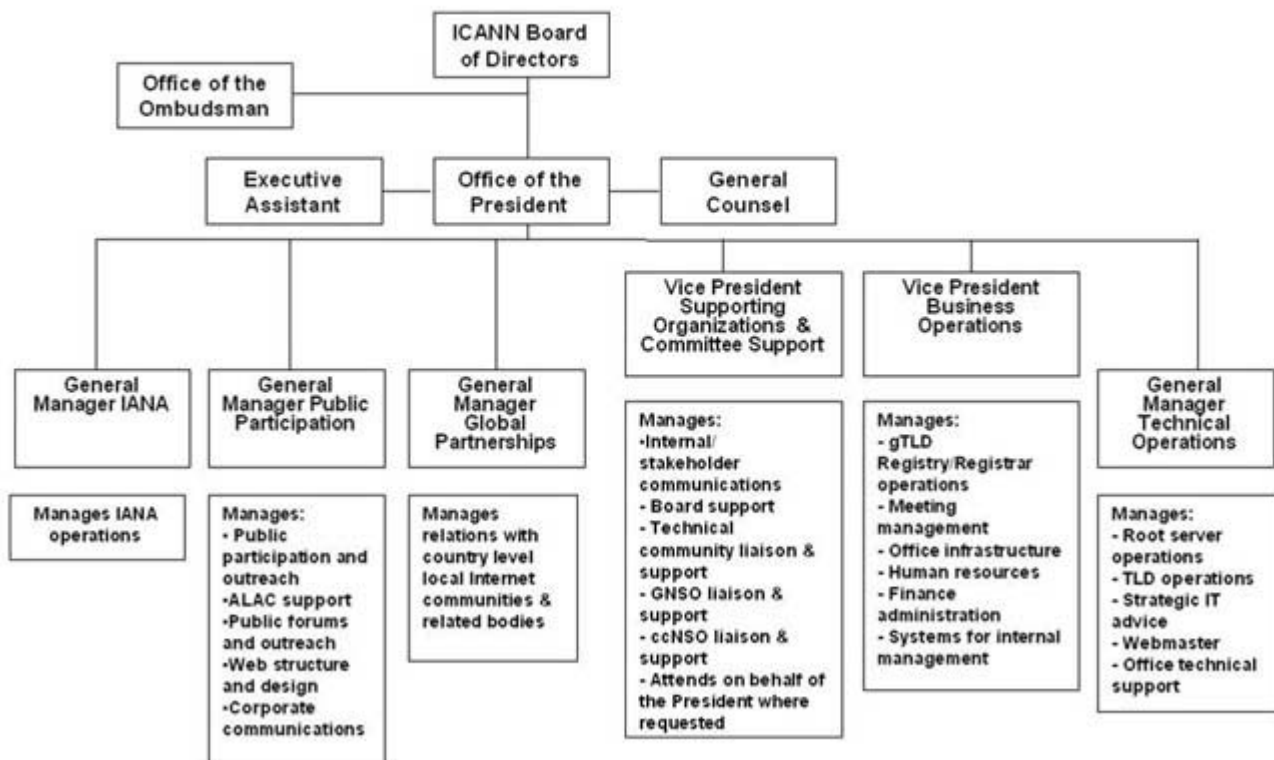 ICANN Board
of Directors
Office of the
Ombudsman
Executive
Assistant
Office of the
President
General
Counsel
Vice President
Supporting
Organizations &
Committee Support
Vice President
Business
Operations
General
Manager IANA
General
Manager Public
Participation
General
Manager
Global
Partnerships
General
Manager
Technical
Operations
Manages IANA
operations
Manages:
- Public
participation and
outreach
•ALAC support
•Public forums
and outreach
•Web structure
and design
•Corporate
communications
Manages
relations with
country level
local Internet
communities &
related bodies
Manages:
•Internal/
stakeholder
communications
- Board support
- Technical
community liaison &
support
- GNSO liaison &
support
- ccNSO liaison &
support
- Attends on behalf of
the President where
requested
Manages:
- gTLD
Registry/Registrar
operations
- Meeting
management
- Office infrastructure
- Human resources
- Finance
administration
- Systems for internal
management
Manages:
- Root server
operations
- TLD operations
- Strategic IT
advice
- Webmaster
- Office technical
support